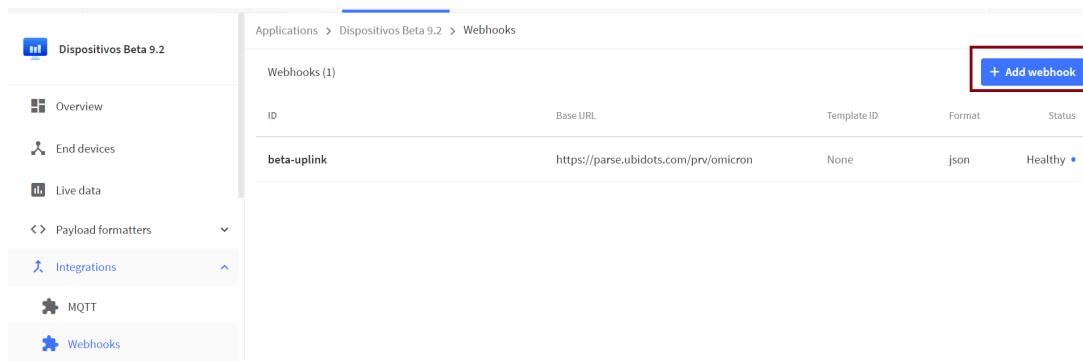 Dispositivos Beta 9.2
Overview
End devices
Live data
Payload formatters
Integrations
MQTT
Webhooks
Applications > Dispositivos Beta 9.2 > Webhooks
Webhooks (1)
+ Add webhook
ID Base URL Template ID Format Status
beta-uplink https://parse.ubidots.com/prv/omicron None json Healthy